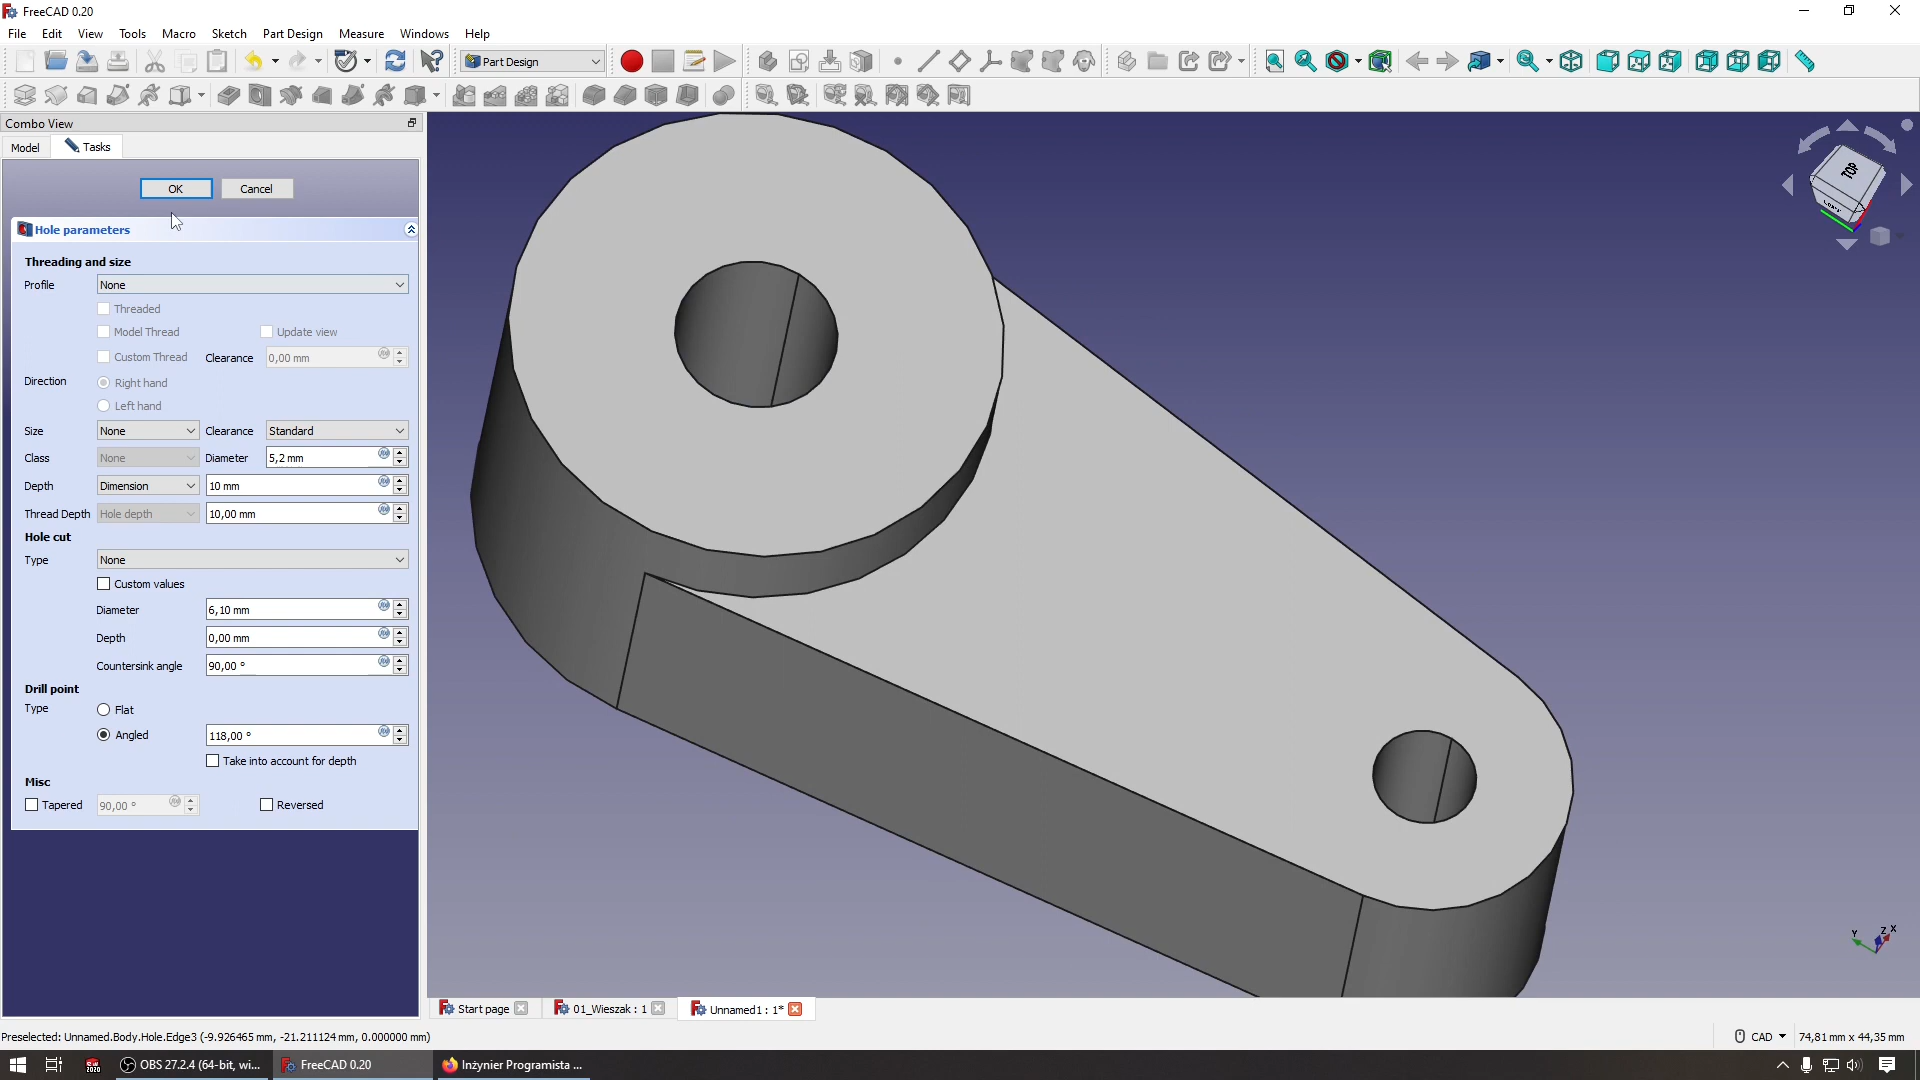 FreeCAD 0.20
File Edit View Tools Macro Sketch Part Design Measure Windows Help
Part Design
Combo View
Model Tasks
OK Cancel
Hole parameters
Threading and size
Profile None
Threaded
Model Thread Update view
Custom Thread Clearance 0,00 mm
Direction Right hand
Left hand
Size None Clearance Standard
Class None Diameter 5,2 mm
Depth Dimension 10 mm
Thread Depth Hole depth 10,00 mm
Hole cut
Type None
Custom values
Diameter 6,10 mm
Depth 0,00 mm
Countersink angle 90,00 °
Drill point
Type Flat
Angled 118,00 °
Take into account for depth
Misc
Tapered 90,00 ° Reversed
TOP
Y Z X
Start page 01_Wieszak : 1 Unnamed1 : 1*
Preselected: Unnamed.Body.Hole.Edge3 (-9.926465 mm, -21.211124 mm, 0.000000 mm) CAD 74,81 mm x 44,35 mm
OBS 27.2.4 (64-bit, wi... FreeCAD 0.20 Inżynier Programista ...